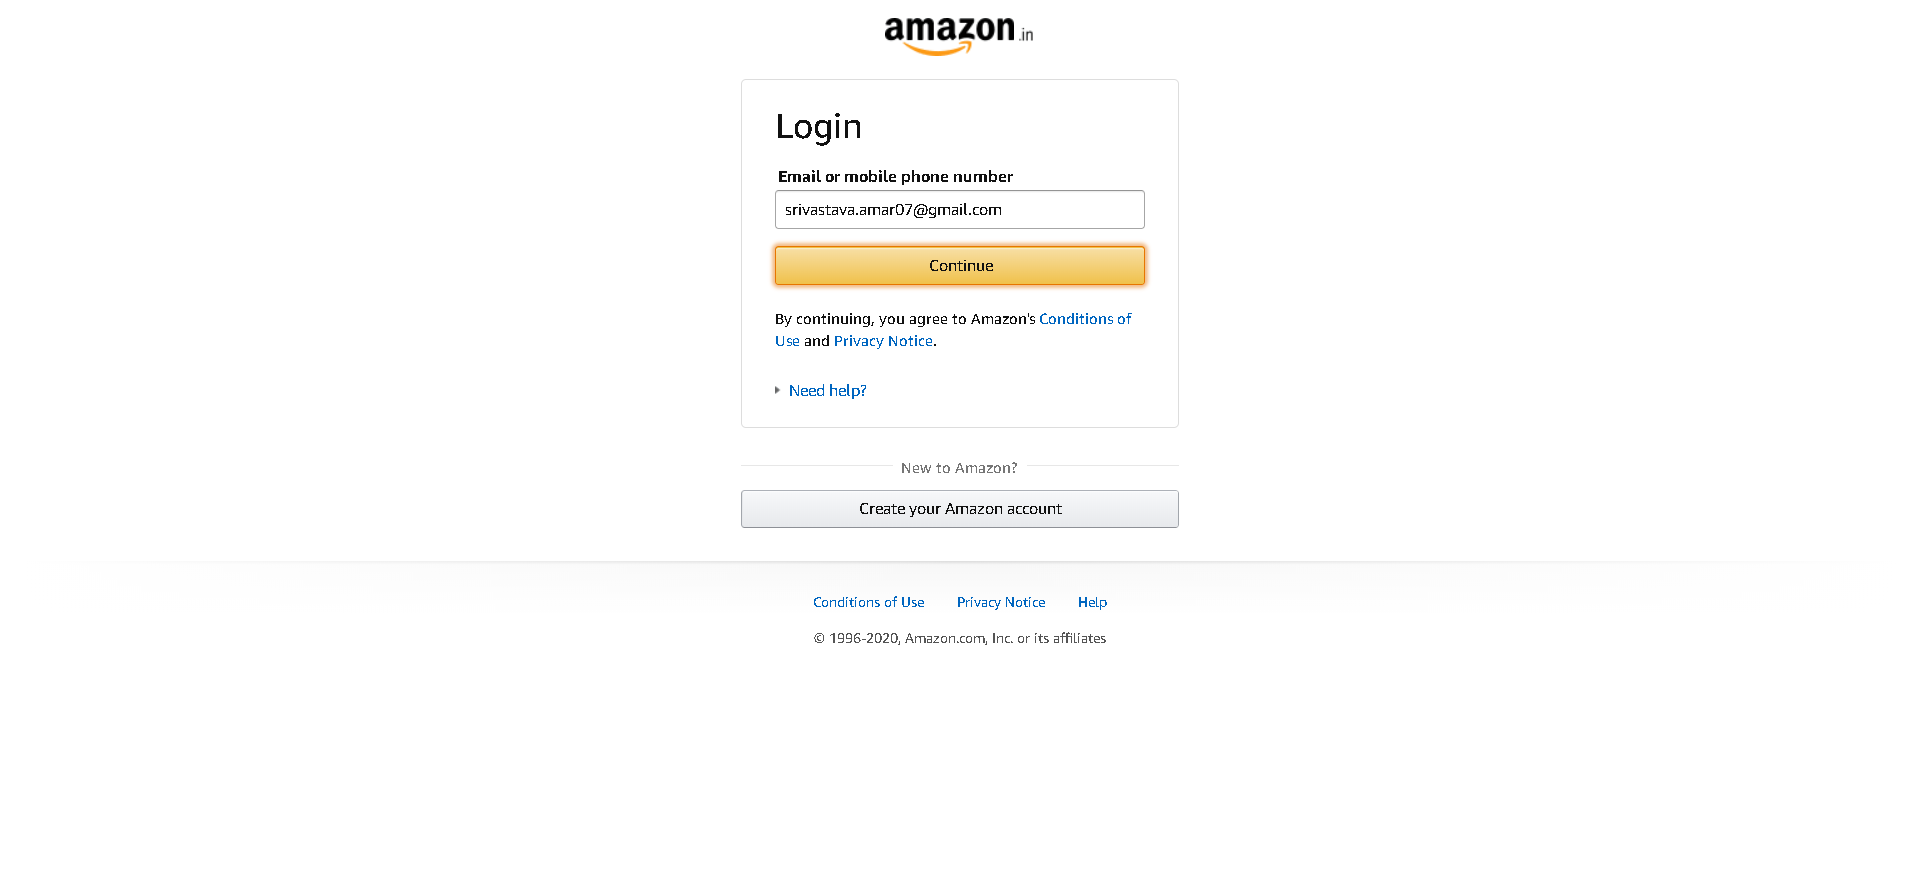 amazon.in
Login
Email or mobile phone number
srivastava.amar07@gmail.com
Continue
By continuing, you agree to Amazon's Conditions of
Use and Privacy Notice.
Need help?
New to Amazon?
Create your Amazon account
Conditions of Use Privacy Notice Help
© 1996-2020, Amazon.com, Inc. or its affiliates